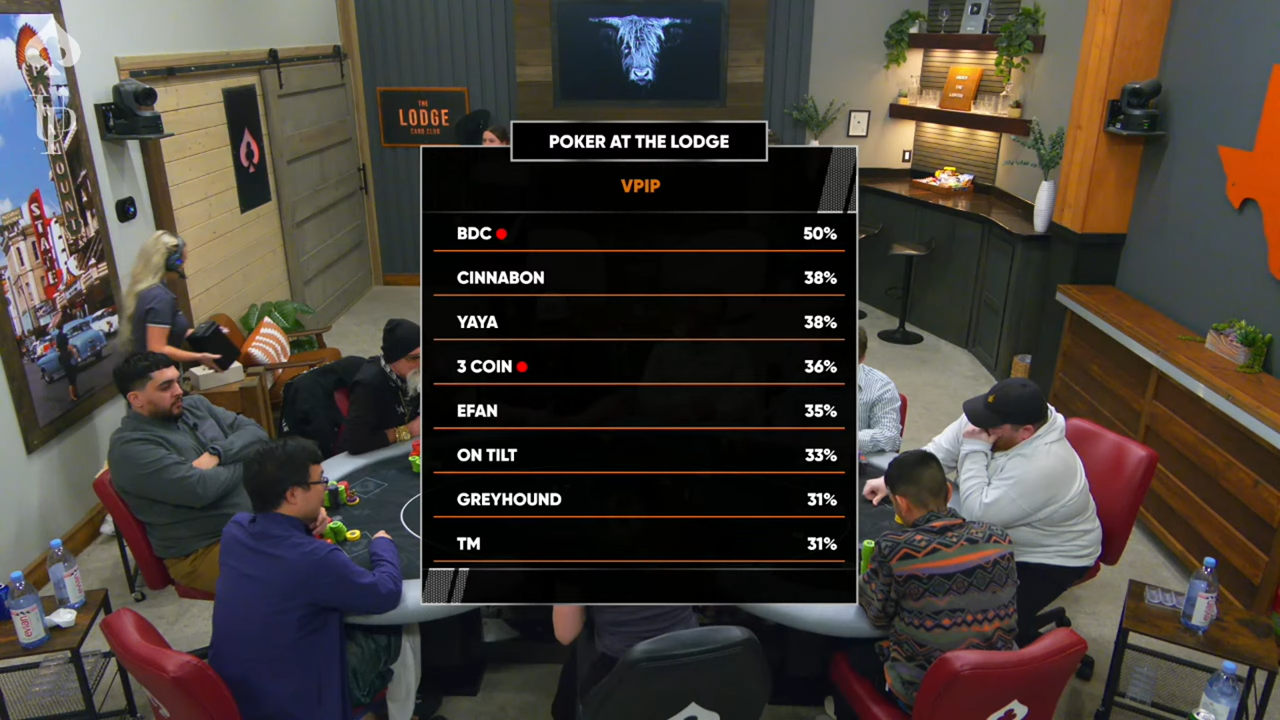 THE
LODGE
CARD CLUB
POKER AT THE LODGE
VPIP
BDC 50%
CINNABON 38%
YAYA 38%
3 COIN 36%
EFAN 35%
ON TILT 33%
GREYHOUND 31%
TM 31%
STATE